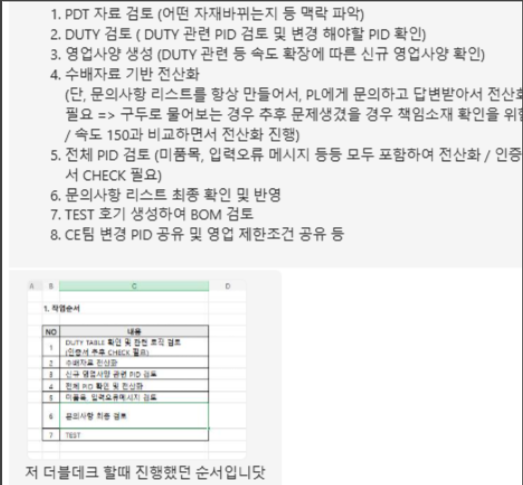 1. PDT 자료 검토 (어떤 자재바뀌는지 등 맥락 파악)
2. DUTY 검토 ( DUTY 관련 PID 검토 및 변경 해야할 PID 확인)
3. 영업사양 생성 (DUTY 관련 등 속도 확장에 따른 신규 영업사양 확인)
4. 수배자료 기반 전산화
(단, 문의사항 리스트를 항상 만들어서, PL에게 문의하고 답변받아서 전산화
필요 => 구두로 물어보는 경우 추후 문제생겼을 경우 책임소재 확인을 위
/ 속도 150과 비교하면서 전산화 진행)
5. 전체 PID 검토 (미품목, 입력오류 메시지 등등 모두 포함하여 전산화 / 인증
서 CHECK 필요)
6. 문의사항 리스트 최종 확인 및 반영
7. TEST 호기 생성하여 BOM 검토
8. CE팀 변경 PID 공유 및 영업 제한조건 공유 등
A B C D
1. 작업순서
NO 내용
1 DUTY TABLE 확인 및 관련 로직 검토
(인증서 추후 CHECK 필요)
2 수배자료 전산화
3 신규 영업사양 관련 PID 검토
4 전체 PID 확인 및 전산화
5 미품목, 입력오류메시지 검토
6 문의사항 최종 검토
7 TEST
저 더블데크 할때 진행했던 순서입니닷